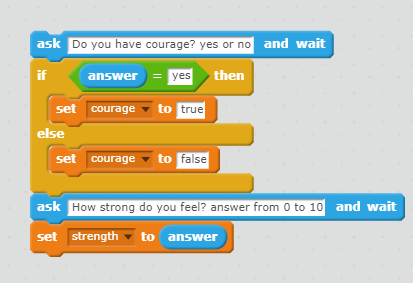 ask Do you have courage? yes or no and wait
if answer = yes then
set courage to true
else
set courage to false
ask How strong do you feel? answer from 0 to 10 and wait
set strength to answer